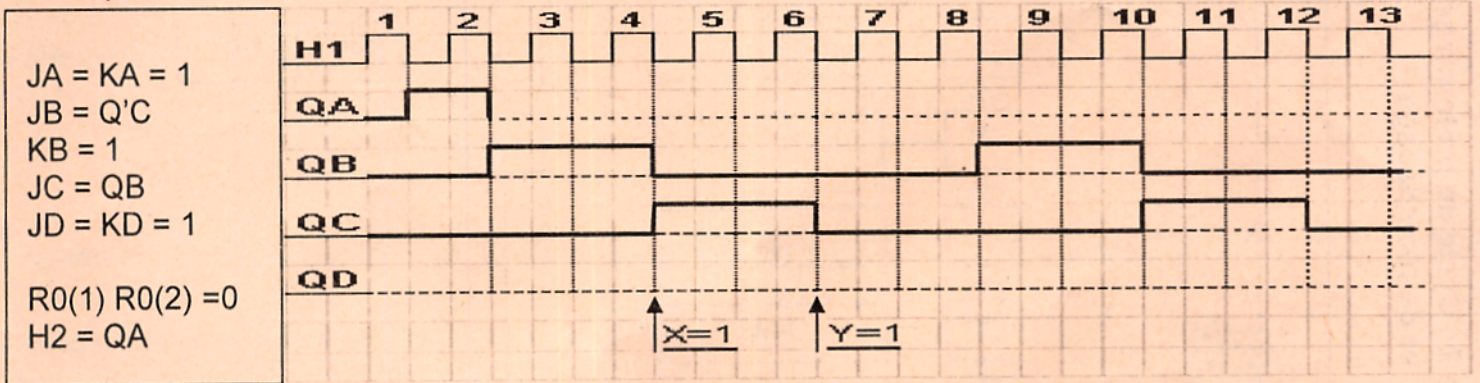 1 2 3 4 5 6 7 8 9 10 11 12 13
H1
JA = KA = 1
JB = Q'C
KB = 1
JC = QB
JD = KD = 1
R0(1) R0(2) =0
H2 = QA
QA
QB
QC
QD
X=1 Y=1